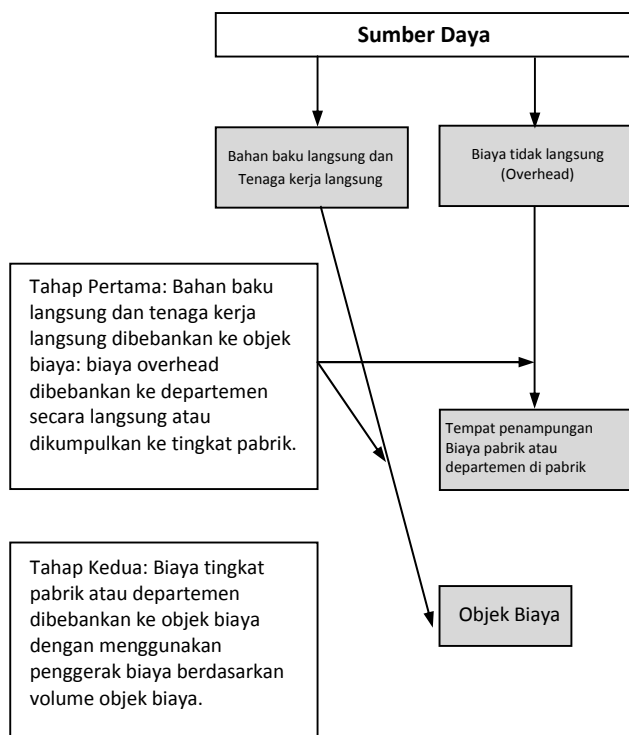 Sumber Daya
Bahan baku langsung dan
Tenaga kerja langsung
Biaya tidak langsung
(Overhead)
Tahap Pertama: Bahan baku
langsung dan tenaga kerja
langsung dibebankan ke objek
biaya: biaya overhead
dibebankan ke departemen
secara langsung atau
dikumpulkan ke tingkat pabrik.
Tempat penampungan
Biaya pabrik atau
departemen di pabrik
Tahap Kedua: Biaya tingkat
pabrik atau departemen
dibebankan ke objek biaya
dengan menggunakan
penggerak biaya berdasarkan
volume objek biaya.
Objek Biaya